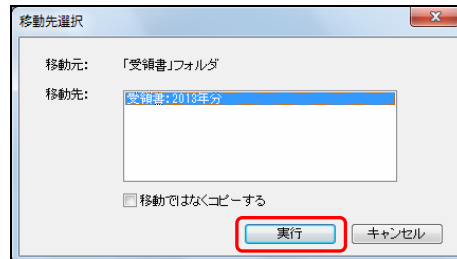 移動先選択
移動元: 「受領書」フォルダ
移動先: 受領書:2013年分
移動ではなくコピーする
実行 キャンセル